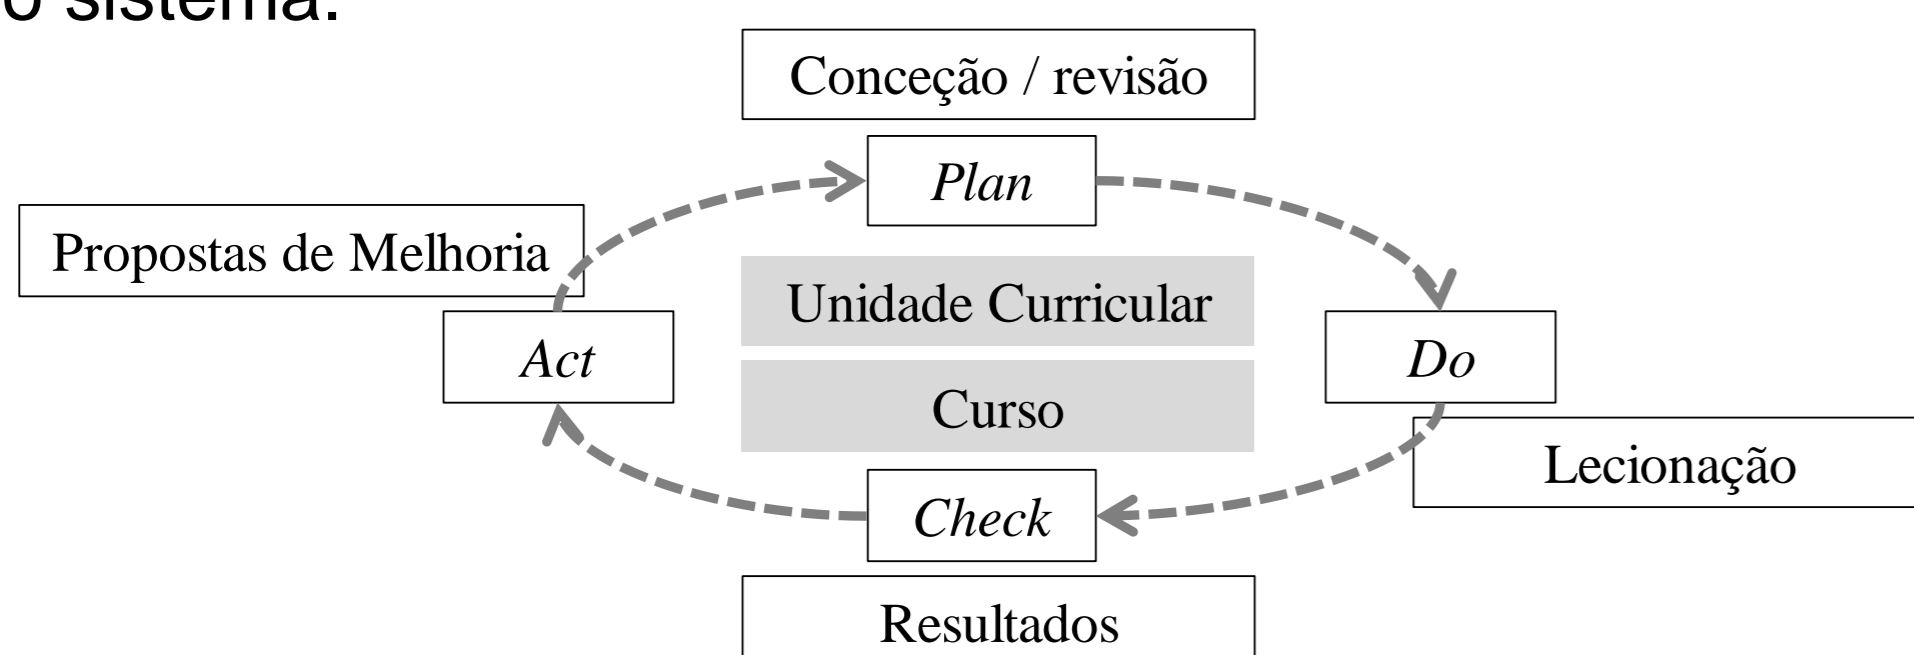 o sistema.
Conceção / revisão
Plan
Propostas de Melhoria
Unidade Curricular
Act
Do
Curso
Lecionação
Check
Resultados